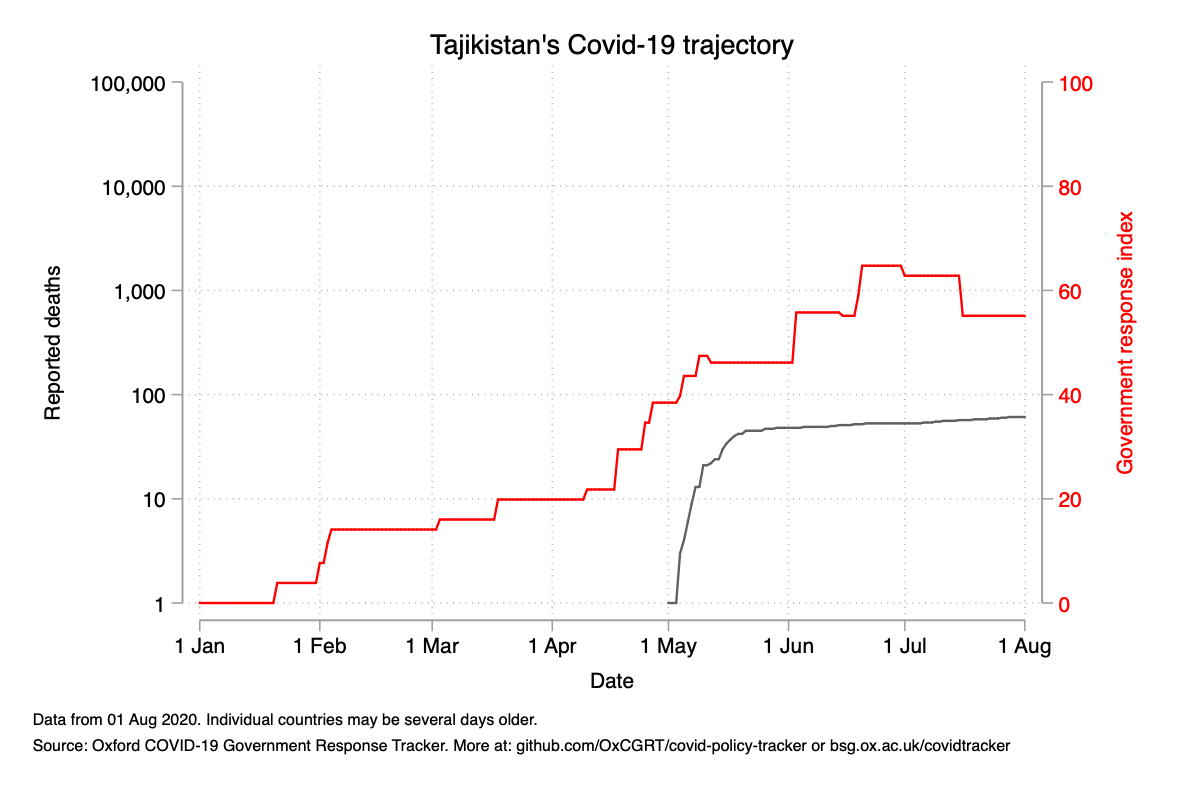 Tajikistan's Covid-19 trajectory
100,000
10,000
1,000
100
10
1
Reported deaths
100
80
60
40
20
0
Government response index
1 Jan 1 Feb 1 Mar 1 Apr 1 May 1 Jun 1 Jul 1 Aug
Date
Data from 01 Aug 2020. Individual countries may be several days older.
Source: Oxford COVID-19 Government Response Tracker. More at: github.com/OxCGRT/covid-policy-tracker or bsg.ox.ac.uk/covidtracker